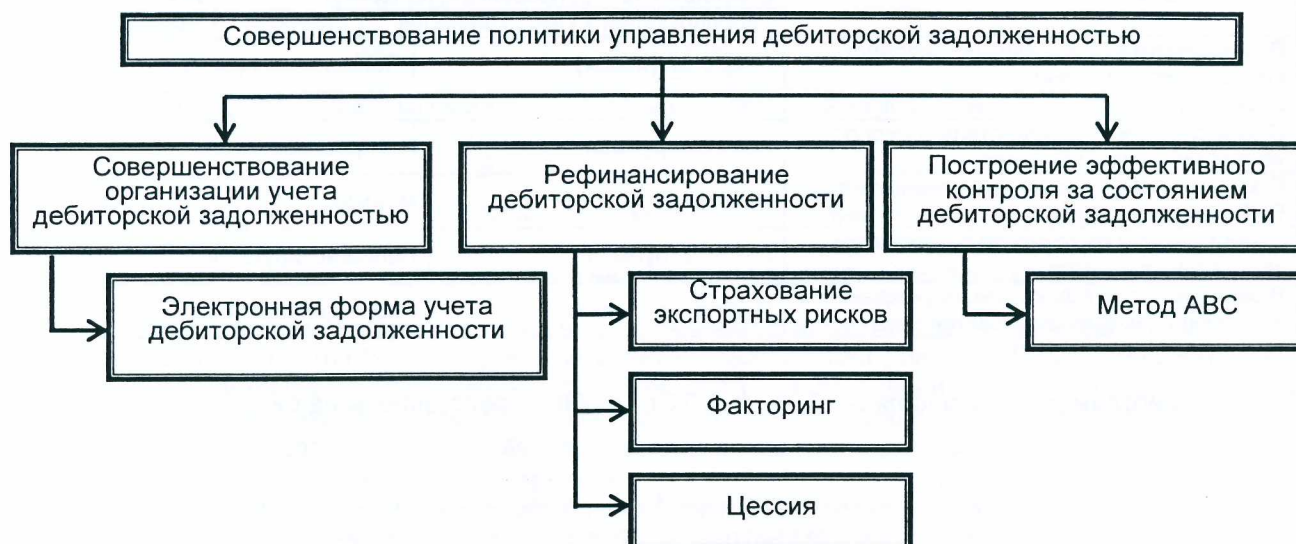 Совершенствование политики управления дебиторской задолженностью
Совершенствование
организации учета
дебиторской задолженностью
Рефинансирование
дебиторской задолженности
Построение эффективного
контроля за состоянием
дебиторской задолженности
Электронная форма учета
дебиторской задолженности
Страхование
экспортных рисков
Метод АВС
Факторинг
Цессия